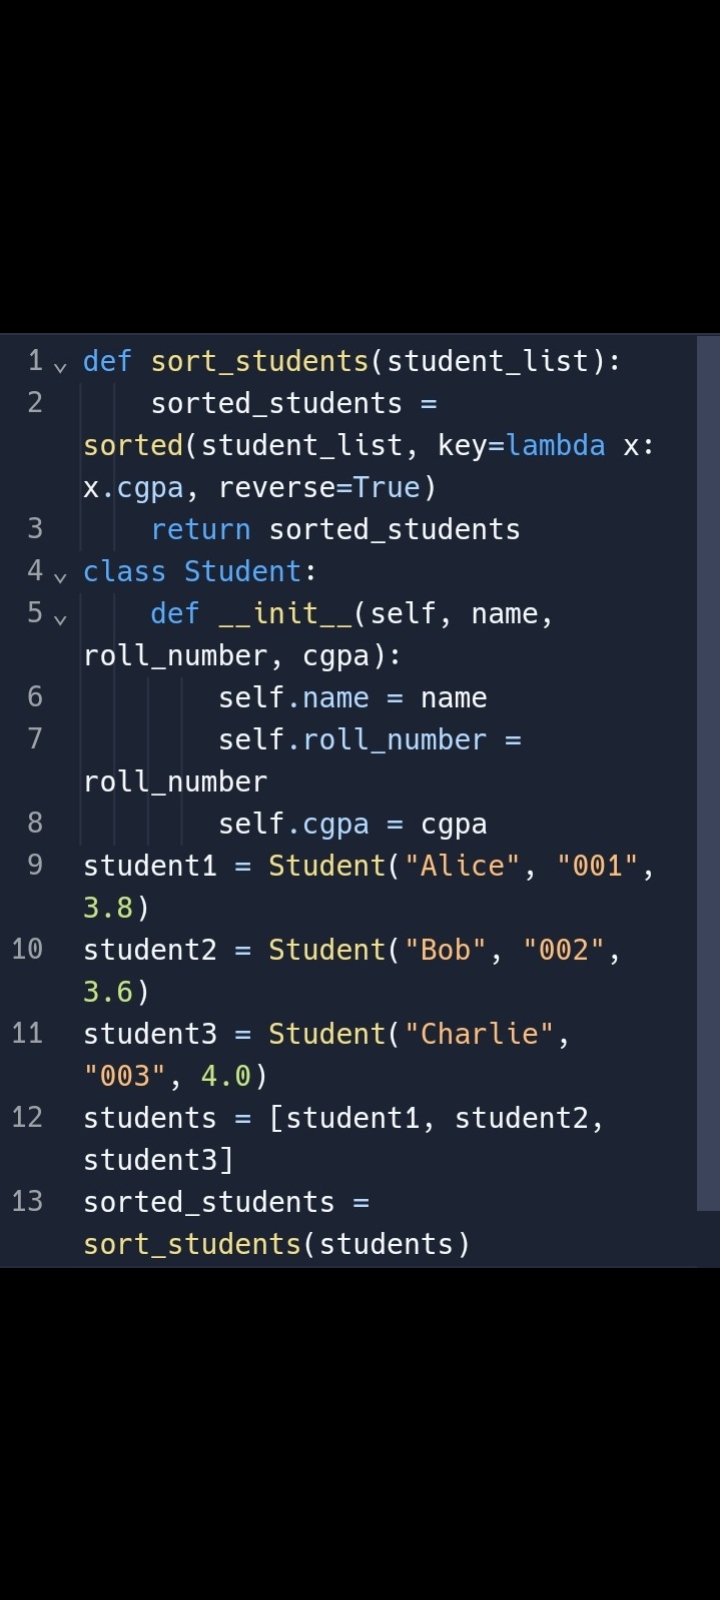 1 def sort_students(student_list):
2 sorted_students =
sorted(student_list, key=lambda x:
x.cgpa, reverse=True)
3 return sorted_students
4 class Student:
5 def __init__(self, name,
roll_number, cgpa):
6 self.name = name
7 self.roll_number =
roll_number
8 self.cgpa = cgpa
9 student1 = Student("Alice", "001",
3.8)
10 student2 = Student("Bob", "002",
3.6)
11 student3 = Student("Charlie",
"003", 4.0)
12 students = [student1, student2,
student3]
13 sorted_students =
sort_students(students)